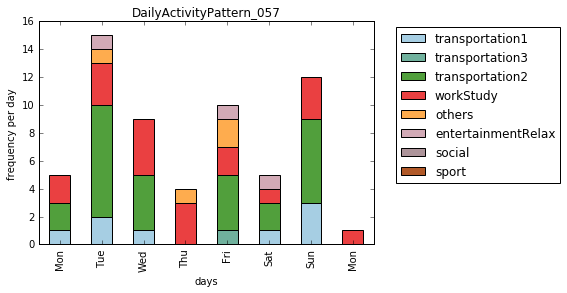 DailyActivityPattern_057
16
14
12
10
8
6
4
2
0
frequency per day
Mon
Tue
Wed
Thu
Fri
Sat
Sun
Mon
days
transportation1
transportation3
transportation2
workStudy
others
entertainmentRelax
social
sport